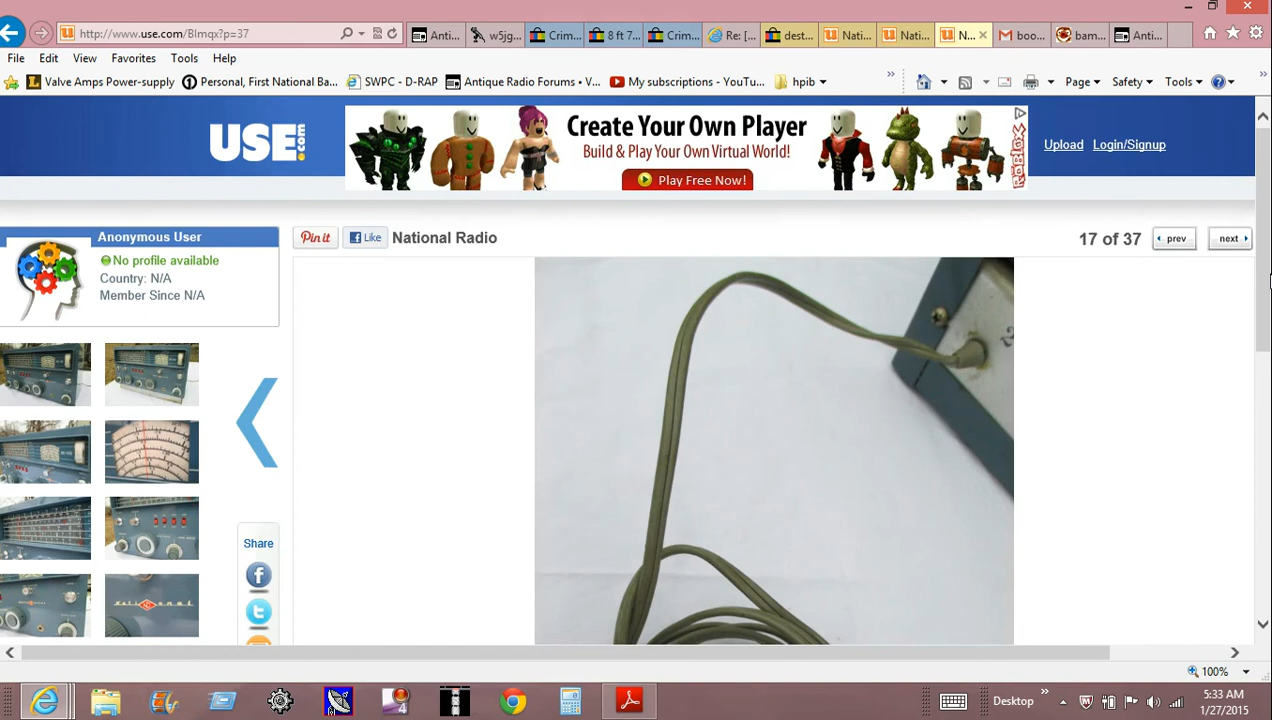 http://www.use.com/Blmqx?p=37
Anti...
w5jg...
Crim...
8 ft 7...
Crim...
Re: [...
dest...
Nati...
Nati...
N...
boo...
bam...
Anti...
File Edit View Favorites Tools Help
Valve Amps Power-supply
Personal, First National Ba...
SWPC - D-RAP
Antique Radio Forums • V...
My subscriptions - YouTu...
hpib
Page
Safety
Tools
USE.com
Create Your Own Player
Build & Play Your Own Virtual World!
Play Free Now!
ROBLOX
Upload Login/Signup
Anonymous User
No profile available
Country: N/A
Member Since N/A
Pin it
Like
National Radio
17 of 37
prev
next
Share
national
100%
4
Desktop
5:33 AM
1/27/2015